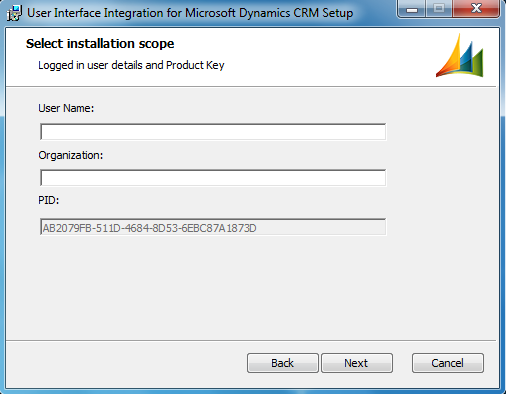 User Interface Integration for Microsoft Dynamics CRM Setup
Select installation scope
Logged in user details and Product Key
User Name:
Organization:
PID:
AB2079FB-511D-4684-8D53-6EBC87A1873D
Back Next Cancel